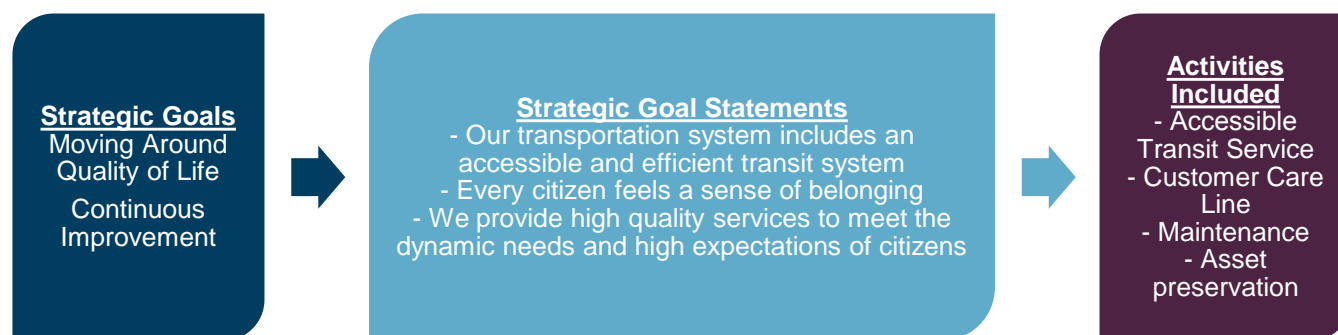 Strategic Goals
Moving Around
Quality of Life
Continuous
Improvement
Strategic Goal Statements
- Our transportation system includes an
accessible and efficient transit system
- Every citizen feels a sense of belonging
- We provide high quality services to meet the
dynamic needs and high expectations of citizens
Activities
Included
- Accessible
Transit Service
- Customer Care
Line
- Maintenance
- Asset
preservation